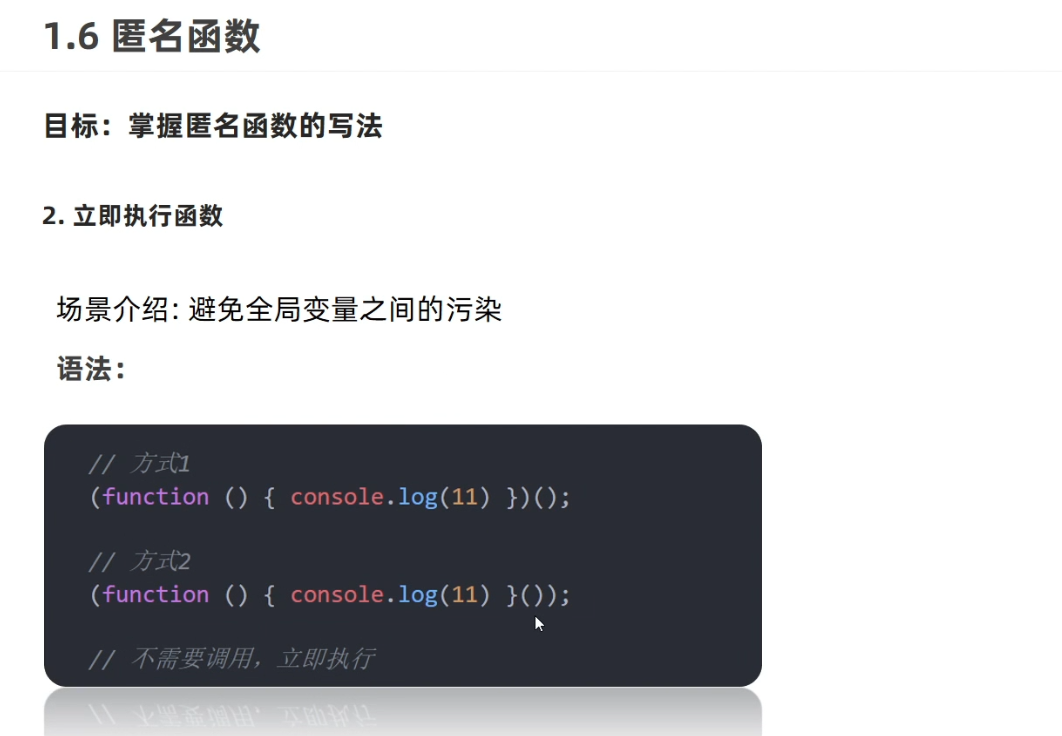 1.6 匿名函数
目标：掌握匿名函数的写法
2. 立即执行函数
场景介绍: 避免全局变量之间的污染
语法：
// 方式1
(function () { console.log(11) })();
// 方式2
(function () { console.log(11) }());
// 不需要调用，立即执行